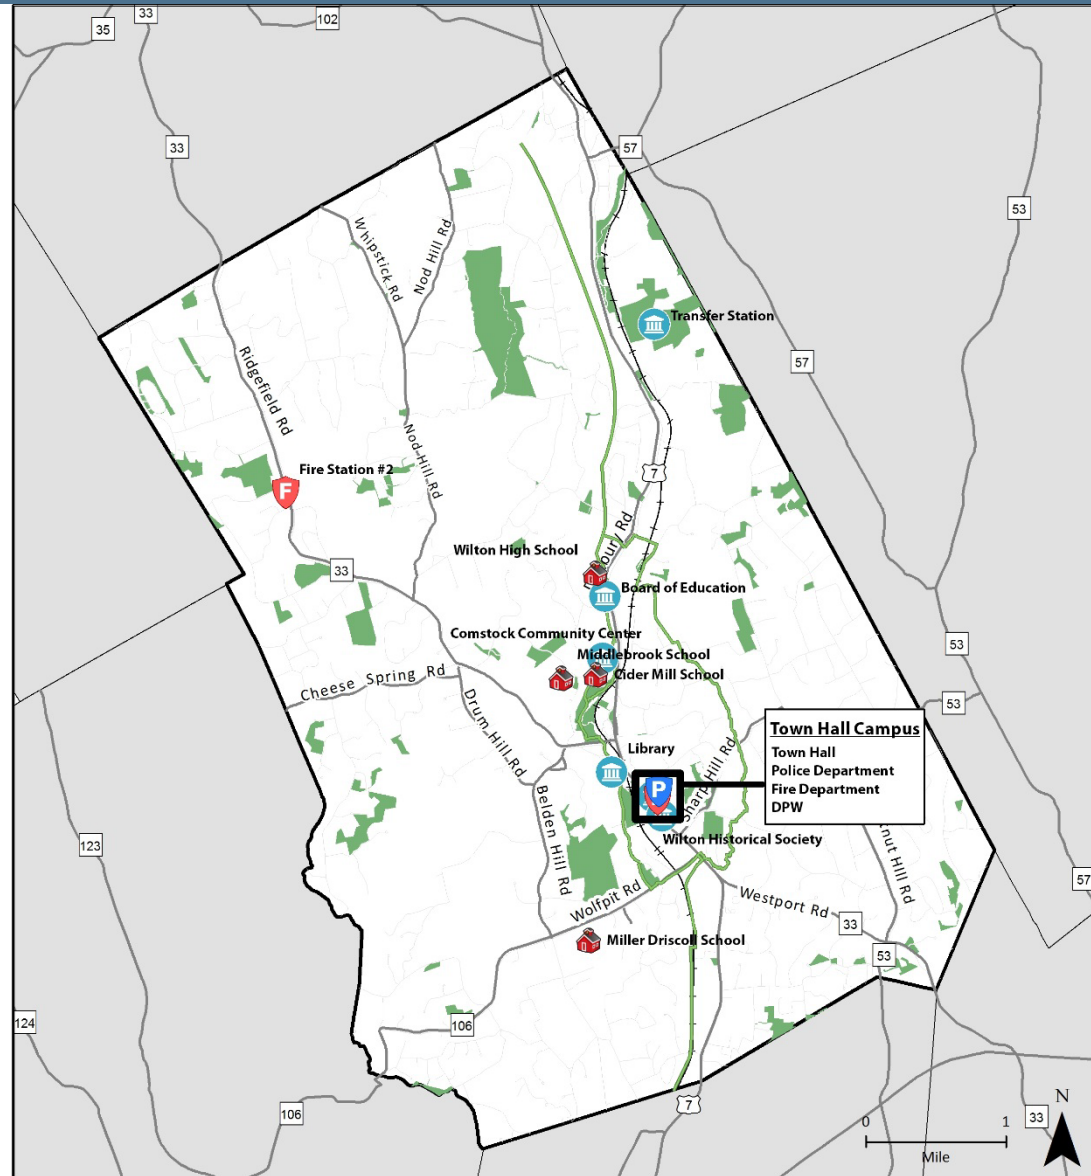 33
102
35
57
33
53
Whipstick Rd
Nod Hill Rd
Transfer Station
Ridgefield Rd
57
Nod Hill Rd
Fire Station #2
7
Wilton High School
33
Board of Education
Comstock Community Center
53
Middlebrook School
Cider Mill School
Cheese Spring Rd
53
Drum Hill Rd
Town Hall Campus
Town Hall
Police Department
Fire Department
DPW
Library
Sharp Hill Rd
P
F
Belden Hill Rd
Wilton Historical Society
123
57
Wolfpit Rd
Westport Rd
33
Miller Driscoll School
53
124
106
106
7
33
N
0 1
Mile